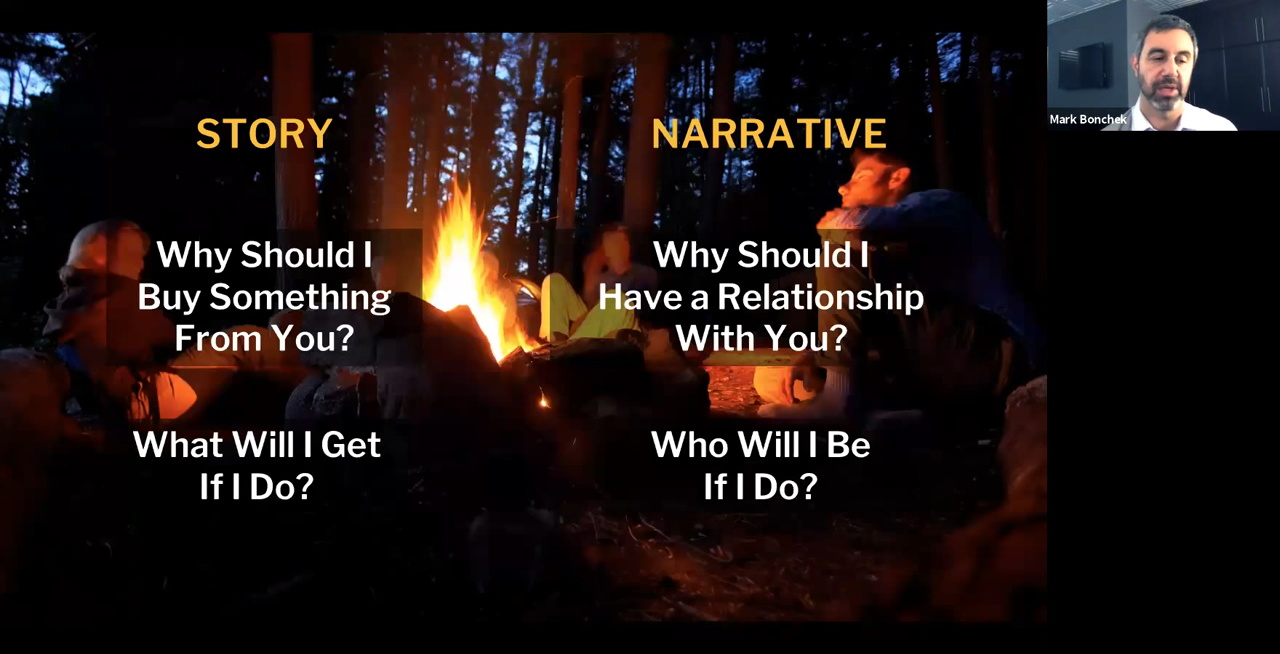 STORY
Why Should I
Buy Something
From You?
What Will I Get
If I Do?
NARRATIVE
Why Should I
Have a Relationship
With You?
Who Will I Be
If I Do?
Mark Bonchek